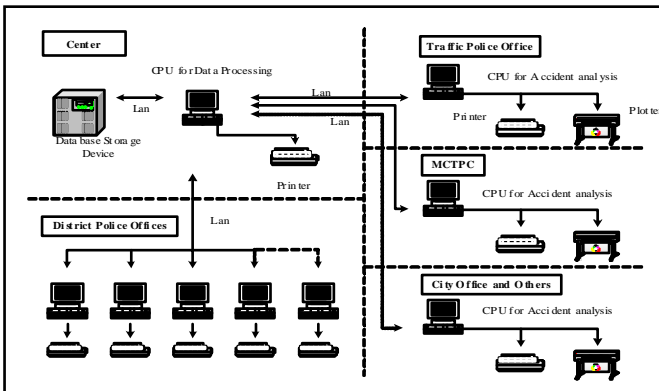 Center
CPU for Data Processing
Lan
Data base Storage
Device
Printer
Lan
Lan
Traffic Police Office
CPU for Accident analysis
Printer
Plotter
MCTPC
CPU for Accident analysis
Lan
District Police Offices
City Office and Others
CPU for Accident analysis